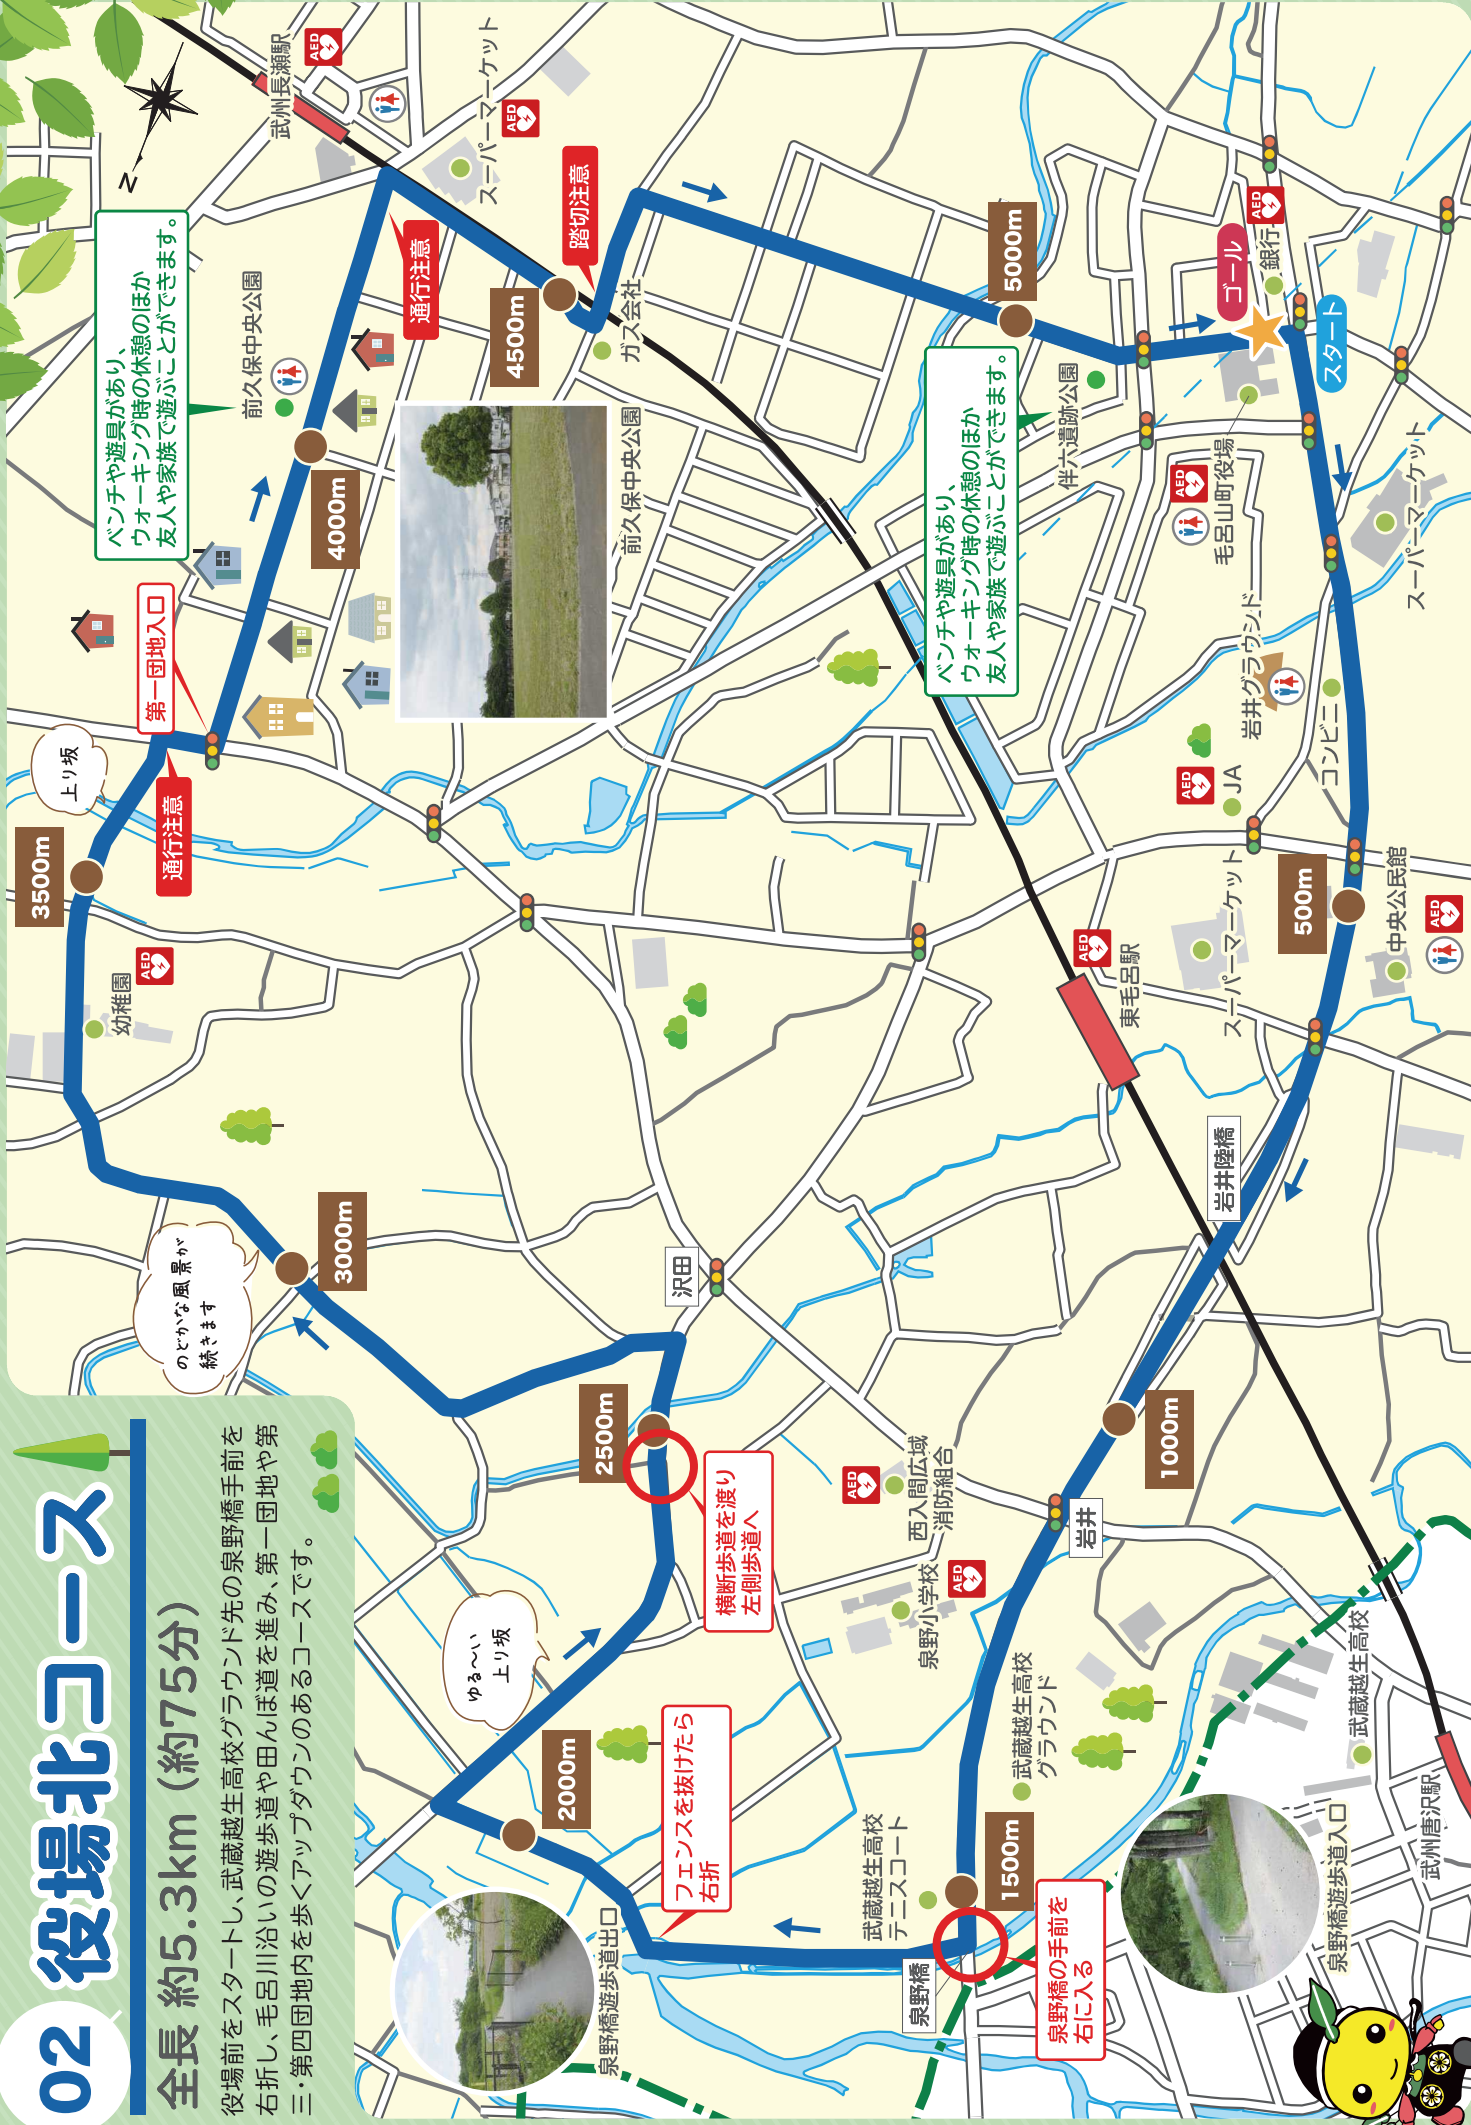 02 役場北コース
全長 約5.3km (約75分)
役場前をスタートし、武蔵越生高校グラウンド先の泉野橋手前を
右折し、毛呂川沿いの遊歩道や田んぼ道を進み、第一団地や第
三・第四団地内を歩くアップダウンのあるコースです。
のどかな風景が
続きます
3000m
幼稚園
AED
3500m
上り坂
通行注意
第一団地入口
4000m
ベンチや遊具があり、
ウォーキング時の休憩のほか
友人や家族で遊ぶことができます。
前久保中央公園
N
武州長瀬駅
AED
通行注意
スーパーマーケット
AED
4500m
踏切注意
ガス会社
前久保中央公園
泉野橋遊歩道出口
2000m
フェンスを抜けたら
右折
ゆる〜い
上り坂
2500m
横断歩道を渡り
左側歩道へ
沢田
AED
西入間広域
消防組合
泉野小学校
AED
武蔵越生高校
テニスコート
泉野橋
1500m
泉野橋の手前を
右に入る
武蔵越生高校
グラウンド
岩井
1000m
岩井陸橋
東毛呂駅
AED
ベンチや遊具があり、
ウォーキング時の休憩のほか
友人や家族で遊ぶことができます。
伴六遺跡公園
5000m
泉野橋遊歩道入口
武蔵越生高校
武州唐沢駅
スーパーマーケット
AED
JA
岩井グラウンド
コンビニ
500m
中央公民館
AED
AED
毛呂山町役場
スーパーマーケット
ゴール
スタート
銀行
AED